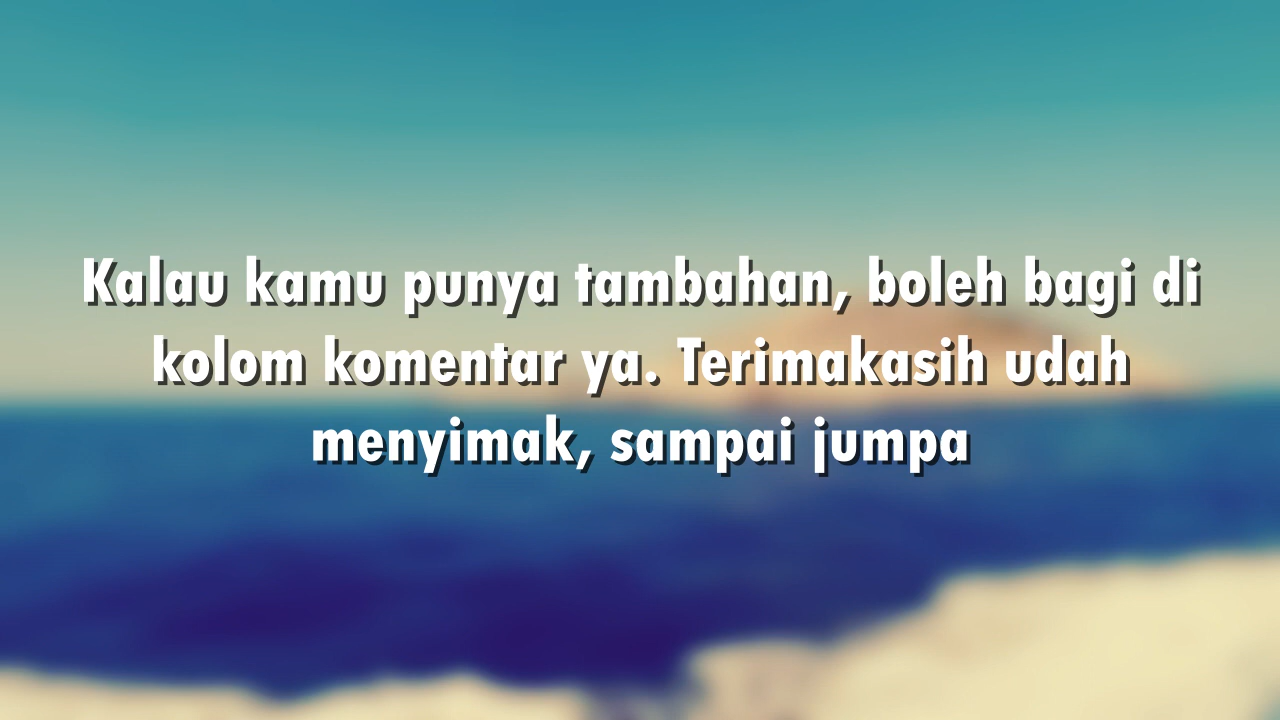 Kalau kamu punya tambahan, boleh bagi di
kolom komentar ya. Terimakasih udah
menyimak, sampai jumpa